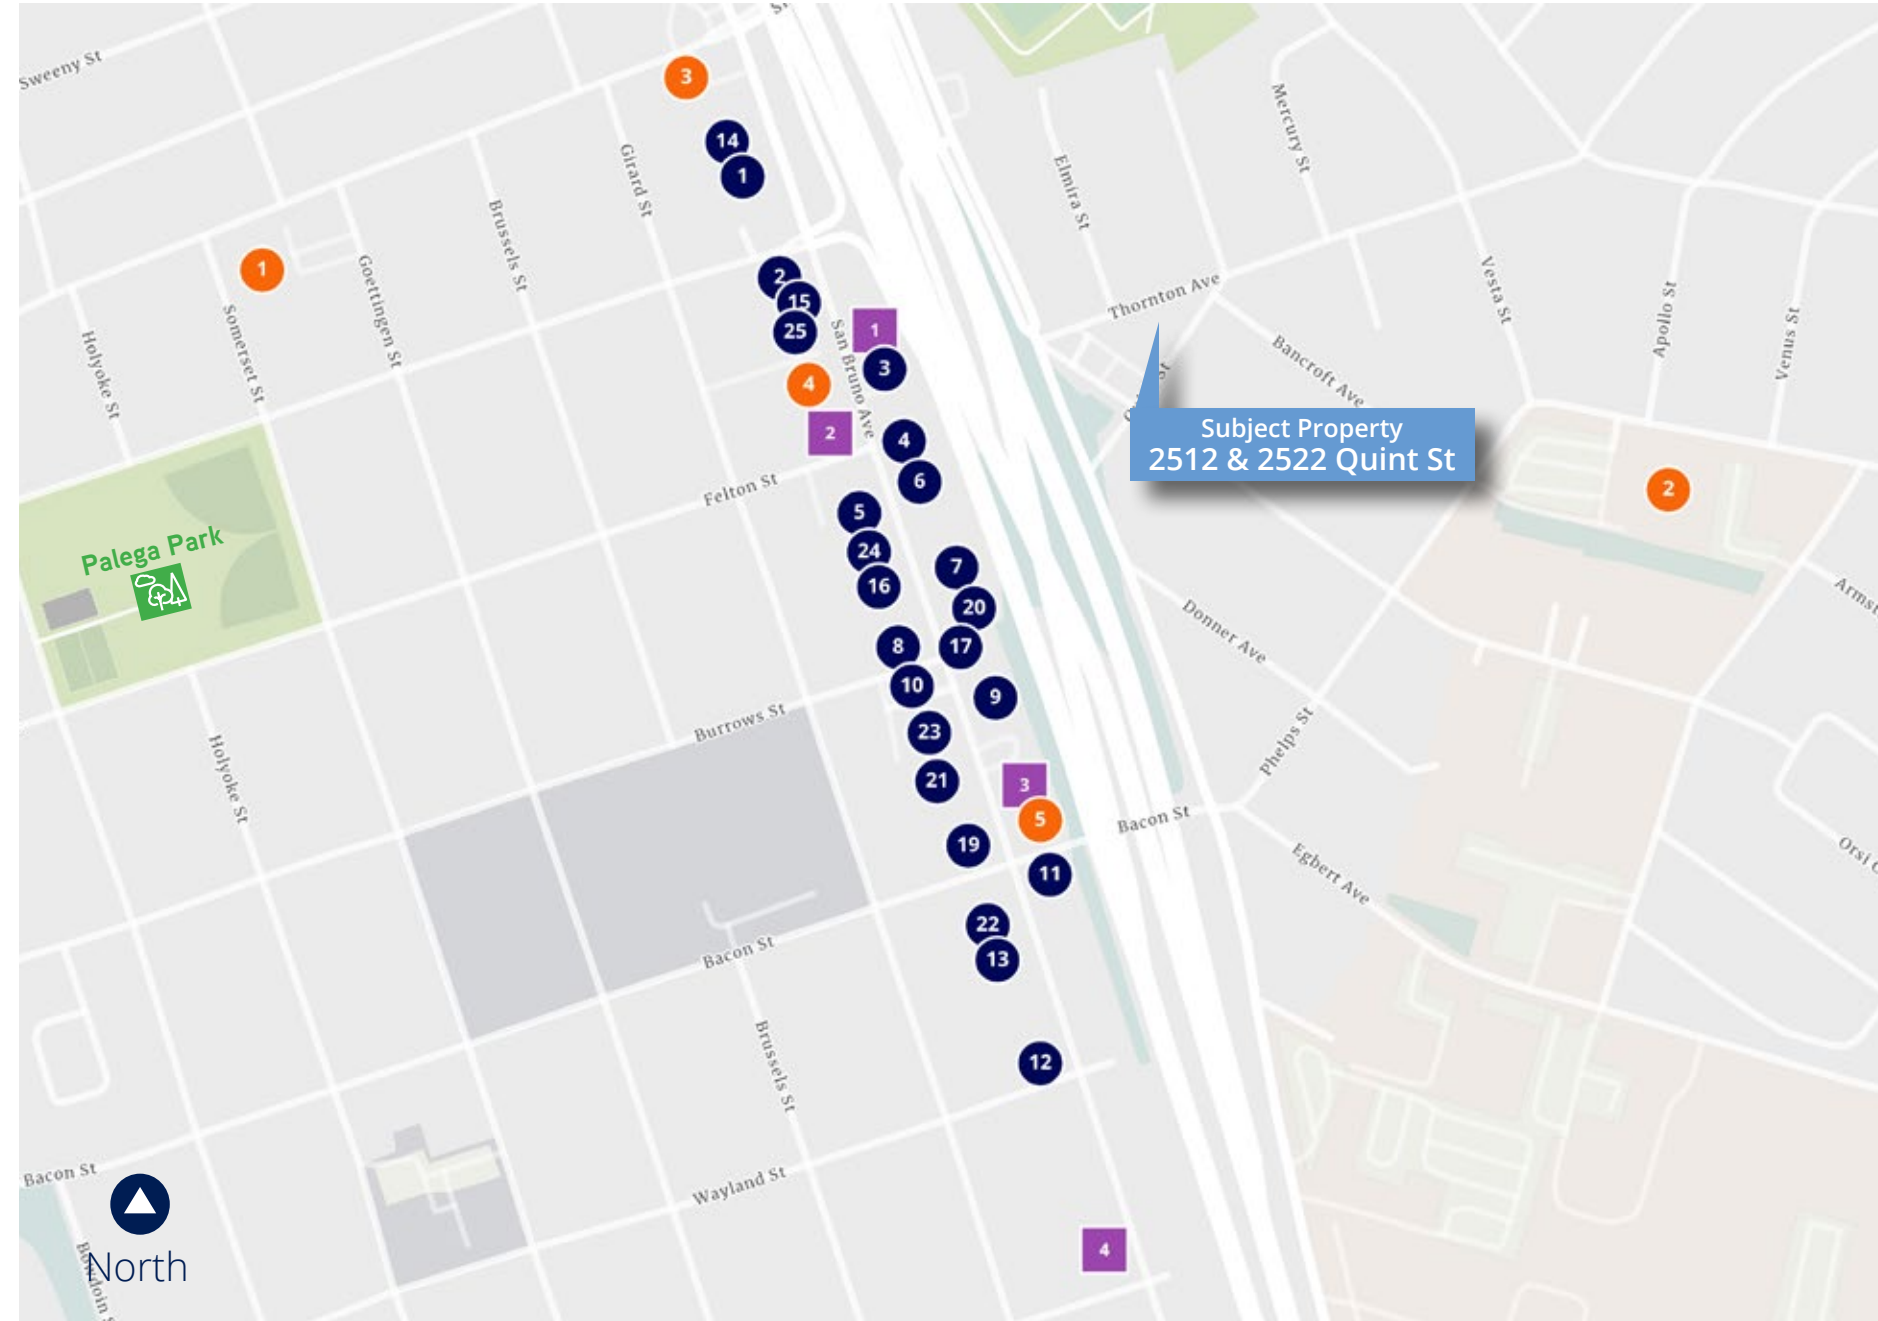 Sweeny St
3
14
1
Girard St
Brussels St
Goettingen St
1
Somerset St
Holyoke St
2
15
25
San Bruno Ave
1
3
4
2
4
6
Felton St
5
24
16
7
20
8
17
10
9
23
21
Burrows St
3
5
19
11
22
13
12
4
Palega Park
Holyoke St
Bacon St
Brussels St
Wayland St
Bacon St
North
Elmira St
Mercury St
Thornton Ave
Bancroft Ave
Vesta St
Apollo St
Venus St
Subject Property
2512 & 2522 Quint St
2
Donner Ave
Phelps St
Bacon St
Egbert Ave